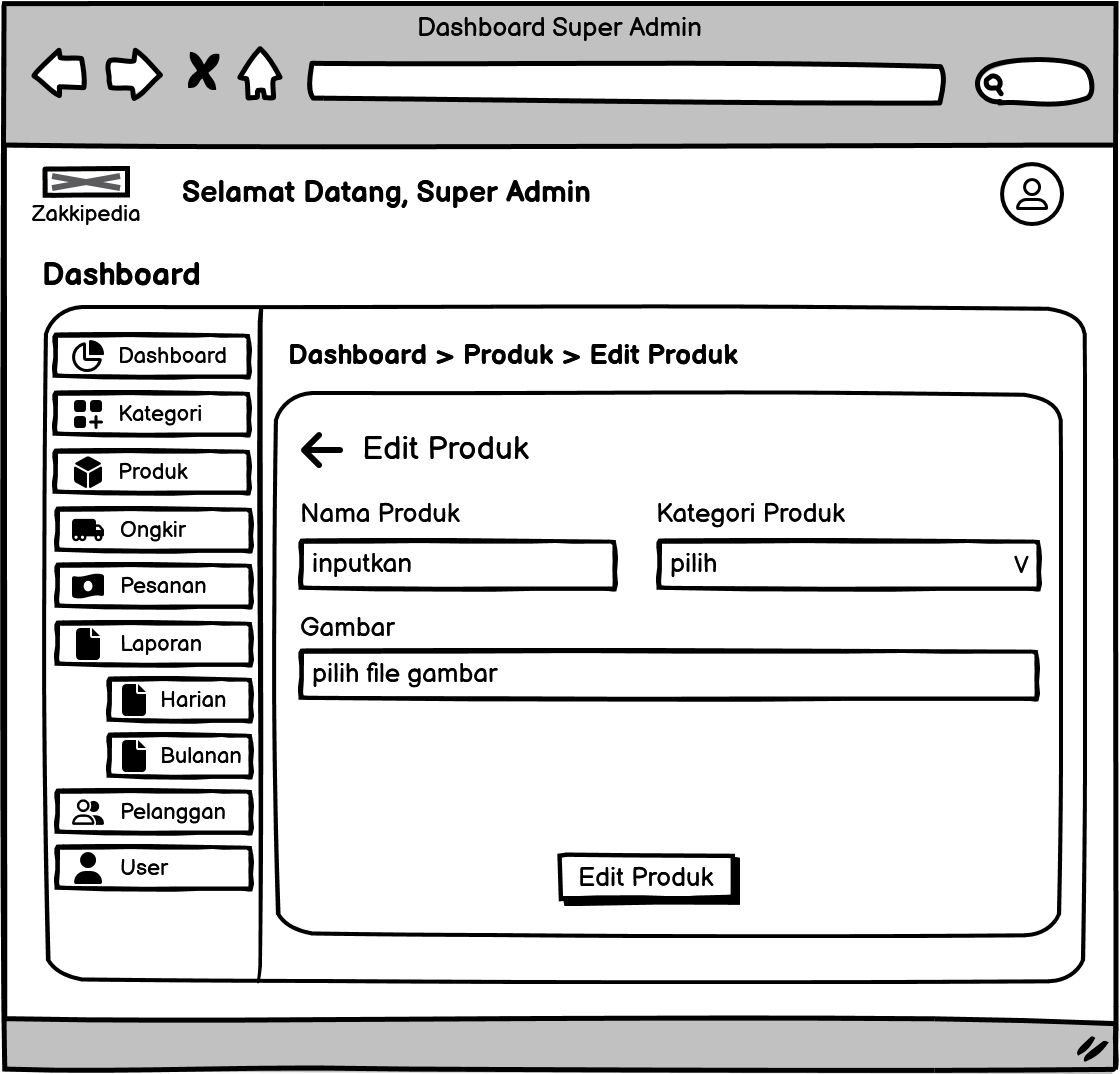 Dashboard Super Admin
Zakkipedia
Selamat Datang, Super Admin
Dashboard
Dashboard
Kategori
Produk
Ongkir
Pesanan
Laporan
Harian
Bulanan
Pelanggan
User
Dashboard > Produk > Edit Produk
Edit Produk
Nama Produk
Kategori Produk
inputkan
pilih V
Gambar
pilih file gambar
Edit Produk